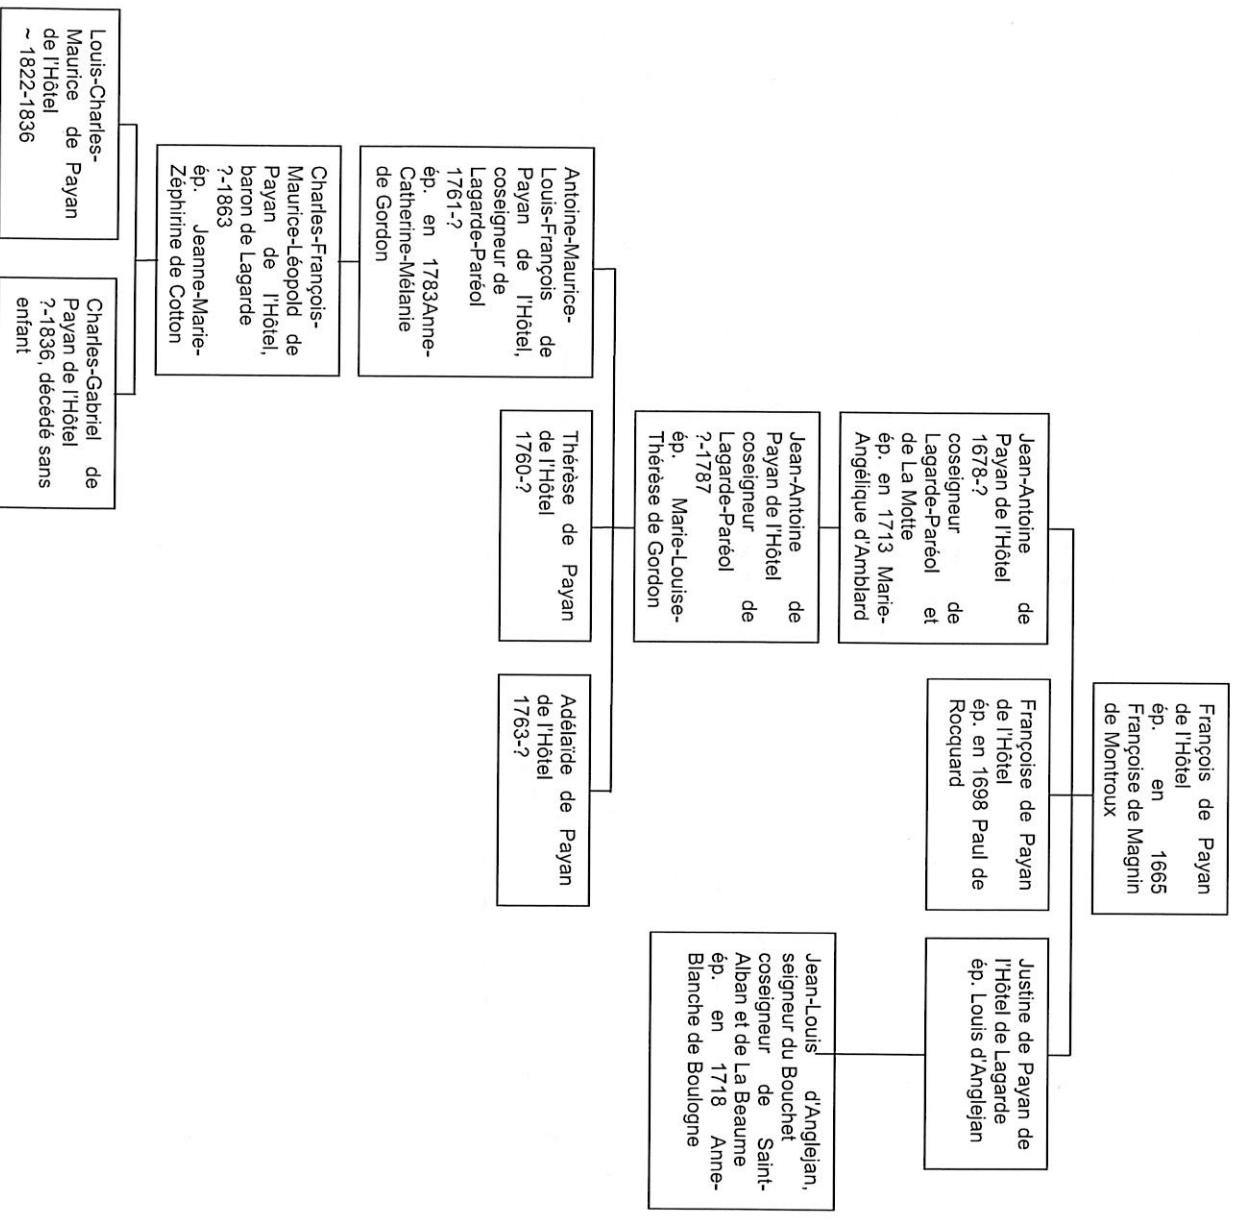 François de Payan
de l'Hôtel
ép. en 1665
Françoise de Magnin
de Montroux
Jean-Antoine de
Payan de l'Hôtel
1678-?
coseigneur de
Lagarde-Paréol et
de La Motte
ép. en 1713 Marie-
Angélique d'Amblard
Françoise de Payan
de l'Hôtel
ép. en 1698 Paul de
Rocquard
Justine de Payan de
l'Hôtel de Lagarde
ép. Louis d'Anglejan
Jean-Antoine de
Payan de l'Hôtel
coseigneur de
Lagarde-Paréol
?-1787
ép. Marie-Louise-
Thérèse de Gordon
Jean-Louis d'Anglejan,
seigneur du Bouchet
coseigneur de Saint-
Alban et de La Beaume
ép. en 1718 Anne-
Blanche de Boulogne
Antoine-Maurice-
Louis-François de
Payan de l'Hôtel,
coseigneur de
Lagarde-Paréol
1761-?
ép. en 1783Anne-
Catherine-Mélanie
de Gordon
Thérèse de Payan
de l'Hôtel
1760-?
Adélaïde de Payan
de l'Hôtel
1763-?
Charles-François-
Maurice-Léopold de
Payan de l'Hôtel,
baron de Lagarde
?-1863
ép. Jeanne-Marie-
Zéphirine de Cotton
Louis-Charles-
Maurice de Payan
de l'Hôtel
~ 1822-1836
Charles-Gabriel de
Payan de l'Hôtel
?-1836, décédé sans
enfant